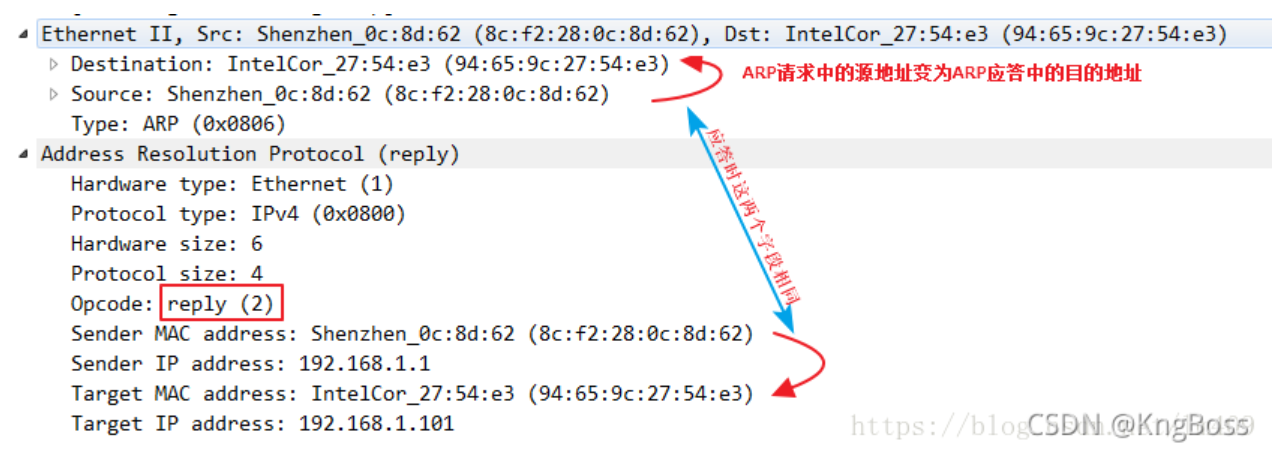 Ethernet II, Src: Shenzhen_0c:8d:62 (8c:f2:28:0c:8d:62), Dst: IntelCor_27:54:e3 (94:65:9c:27:54:e3)
Destination: IntelCor_27:54:e3 (94:65:9c:27:54:e3)
ARP请求中的源地址变为ARP应答中的目的地址
Source: Shenzhen_0c:8d:62 (8c:f2:28:0c:8d:62)
Type: ARP (0x0806)
应答时这两个字段相同
Address Resolution Protocol (reply)
Hardware type: Ethernet (1)
Protocol type: IPv4 (0x0800)
Hardware size: 6
Protocol size: 4
Opcode: reply (2)
Sender MAC address: Shenzhen_0c:8d:62 (8c:f2:28:0c:8d:62)
Sender IP address: 192.168.1.1
Target MAC address: IntelCor_27:54:e3 (94:65:9c:27:54:e3)
Target IP address: 192.168.1.101
https://blog
CSDN @KngBoss